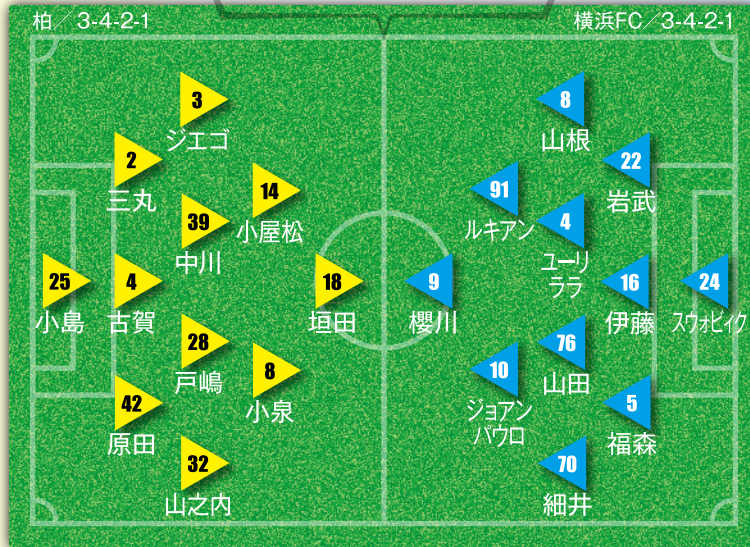 柏／3-4-2-1
横浜FC／3-4-2-1
3
ジエゴ
2
三丸
14
小屋松
39
中川
25
小島
4
古賀
18
垣田
28
戸嶋
8
小泉
42
原田
32
山之内
8
山根
22
岩武
91
ルキアン
4
ユーリ
ララ
9
櫻川
16
伊藤
24
スウォビィク
76
山田
10
ジョアン
パウロ
5
福森
70
細井